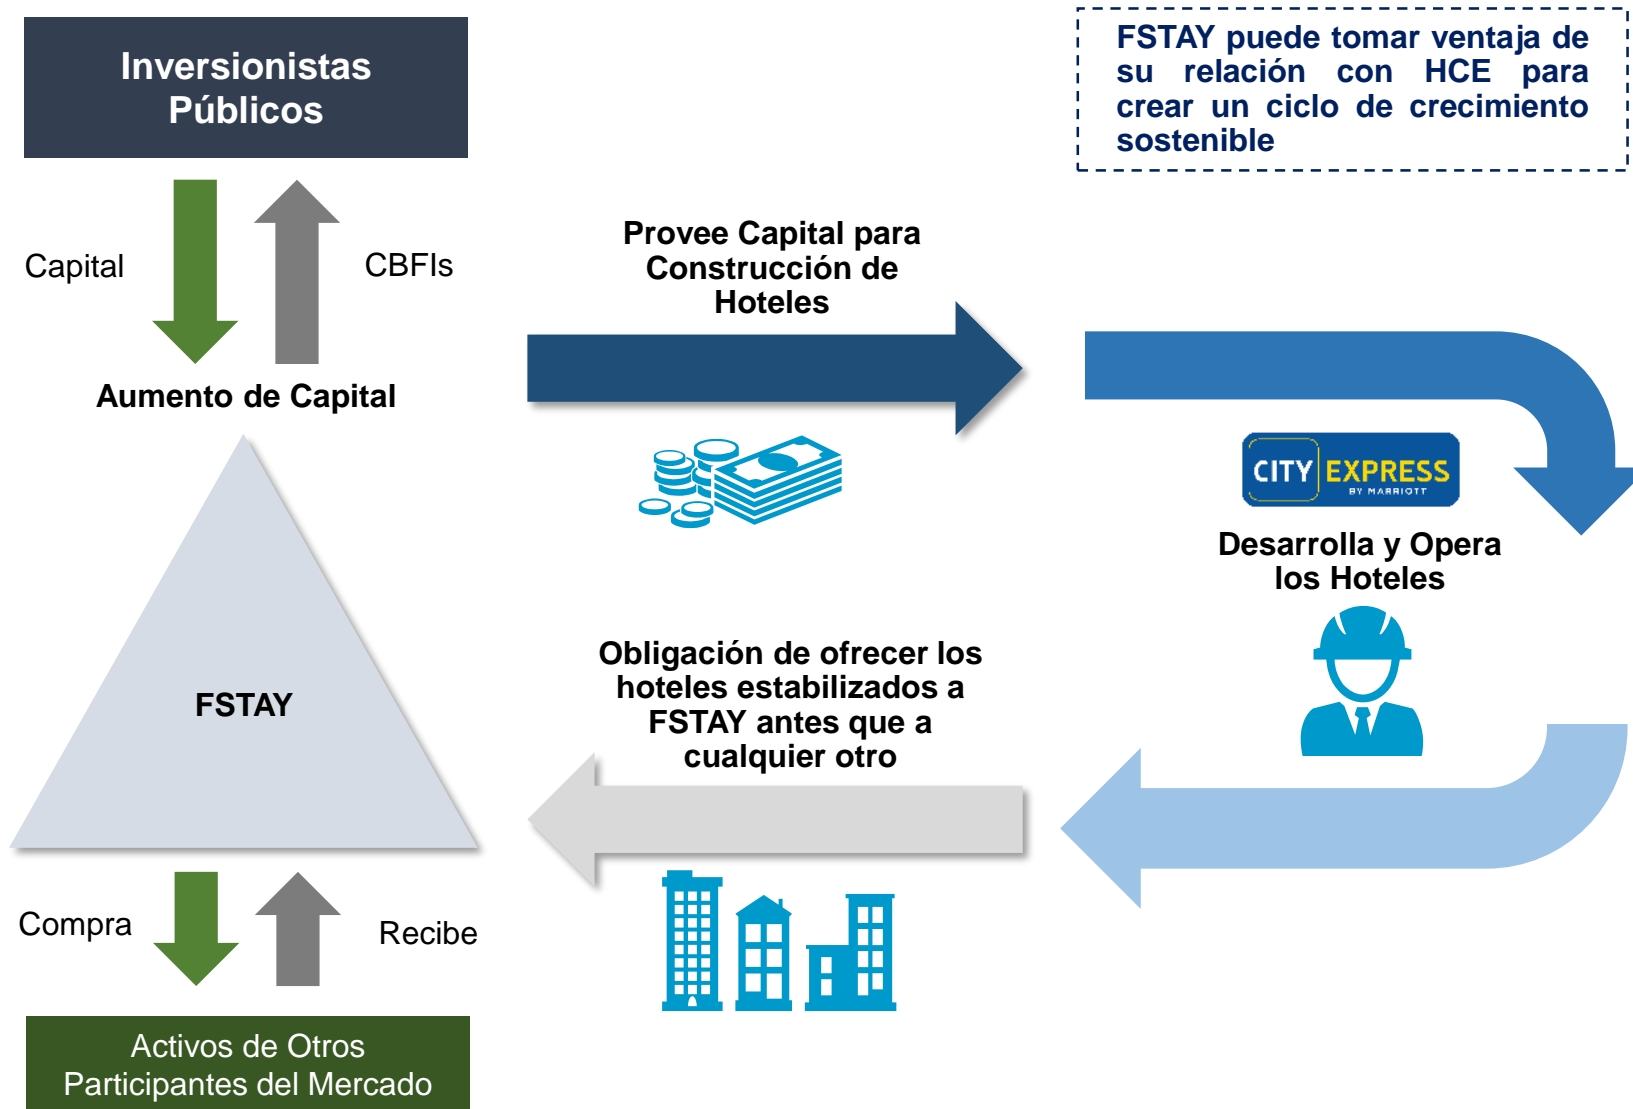 Inversionistas
Públicos
FSTAY puede tomar ventaja de
su relación con HCE para
crear un ciclo de crecimiento
sostenible
Capital
CBFIs
Aumento de Capital
Provee Capital para
Construcción de
Hoteles
CITY EXPRESS
BY MARRIOTT
Desarrolla y Opera
los Hoteles
FSTAY
Obligación de ofrecer los
hoteles estabilizados a
FSTAY antes que a
cualquier otro
Compra
Recibe
Activos de Otros
Participantes del Mercado